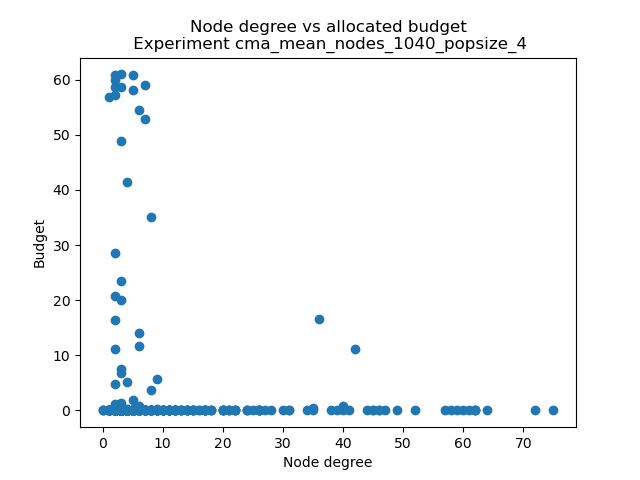 Node degree vs allocated budget
Experiment cma_mean_nodes_1040_popsize_4
Budget
60
50
40
30
20
10
0
0 10 20 30 40 50 60 70
Node degree